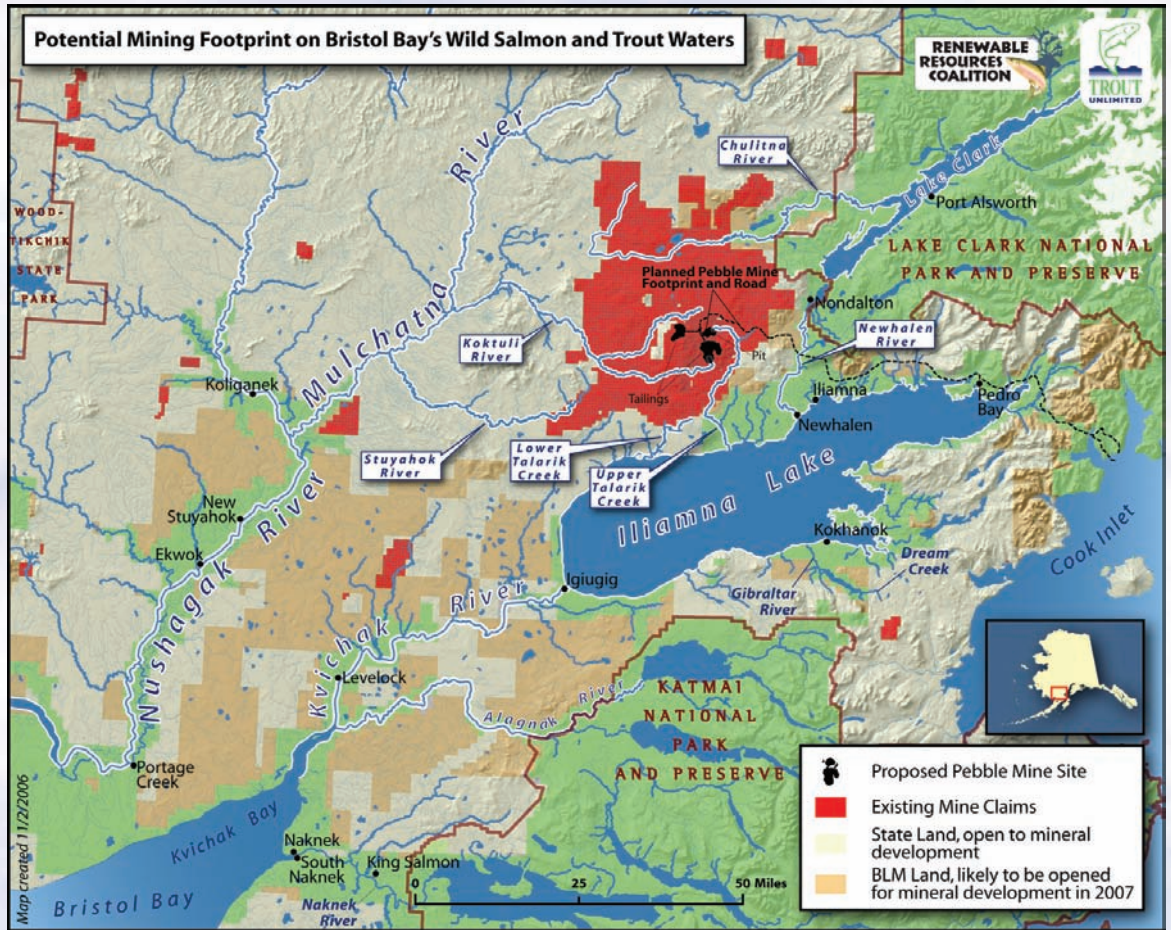 Potential Mining Footprint on Bristol Bay's Wild Salmon and Trout Waters
RENEWABLE
RESOURCES
COALITION
TROUT
UNLIMITED
Chulitna
River
Lake Clark
Port Alsworth
LAKE CLARK NATIONAL
PARK AND PRESERVE
WOOD-
TIKCHIK
STATE
PARK
Mulchatna River
Planned Pebble Mine
Footprint and Road
Nondalton
Koktuli
River
Newhalen
River
Pit
Koliganek
Iliamna
Pedro
Bay
Tailings
Newhalen
Stuyahok
River
Lower
Talarik
Creek
Upper
Talarik
Creek
Iliamna Lake
New
Stuyahok
Ekwok
Nushagak River
Kokhanok
Dream
Creek
Gibraltar
River
Cook Inlet
Igiugig
Kvichak River
Levelock
Alagnak River
KATMAI
NATIONAL
PARK
AND PRESERVE
Portage
Creek
Kvichak Bay
Naknek
South
Naknek
King Salmon
Naknek
River
Bristol Bay
0 25 50 Miles
Proposed Pebble Mine Site
Existing Mine Claims
State Land, open to mineral
development
BLM Land, likely to be opened
for mineral development in 2007
Map created 11/2/2006